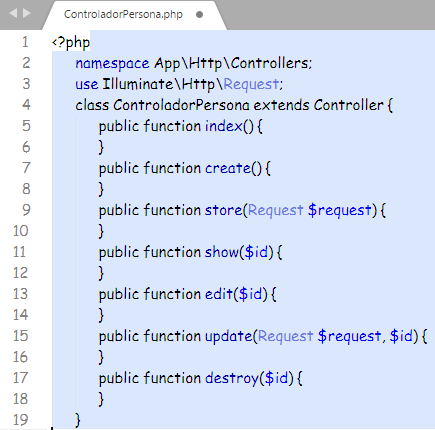 ControladorPersona.php
1 <?php
2 namespace App\Http\Controllers;
3 use Illuminate\Http\Request;
4 class ControladorPersona extends Controller {
5 public function index() {
6 }
7 public function create() {
8 }
9 public function store(Request $request) {
10 }
11 public function show($id) {
12 }
13 public function edit($id) {
14 }
15 public function update(Request $request, $id) {
16 }
17 public function destroy($id) {
18 }
19 }